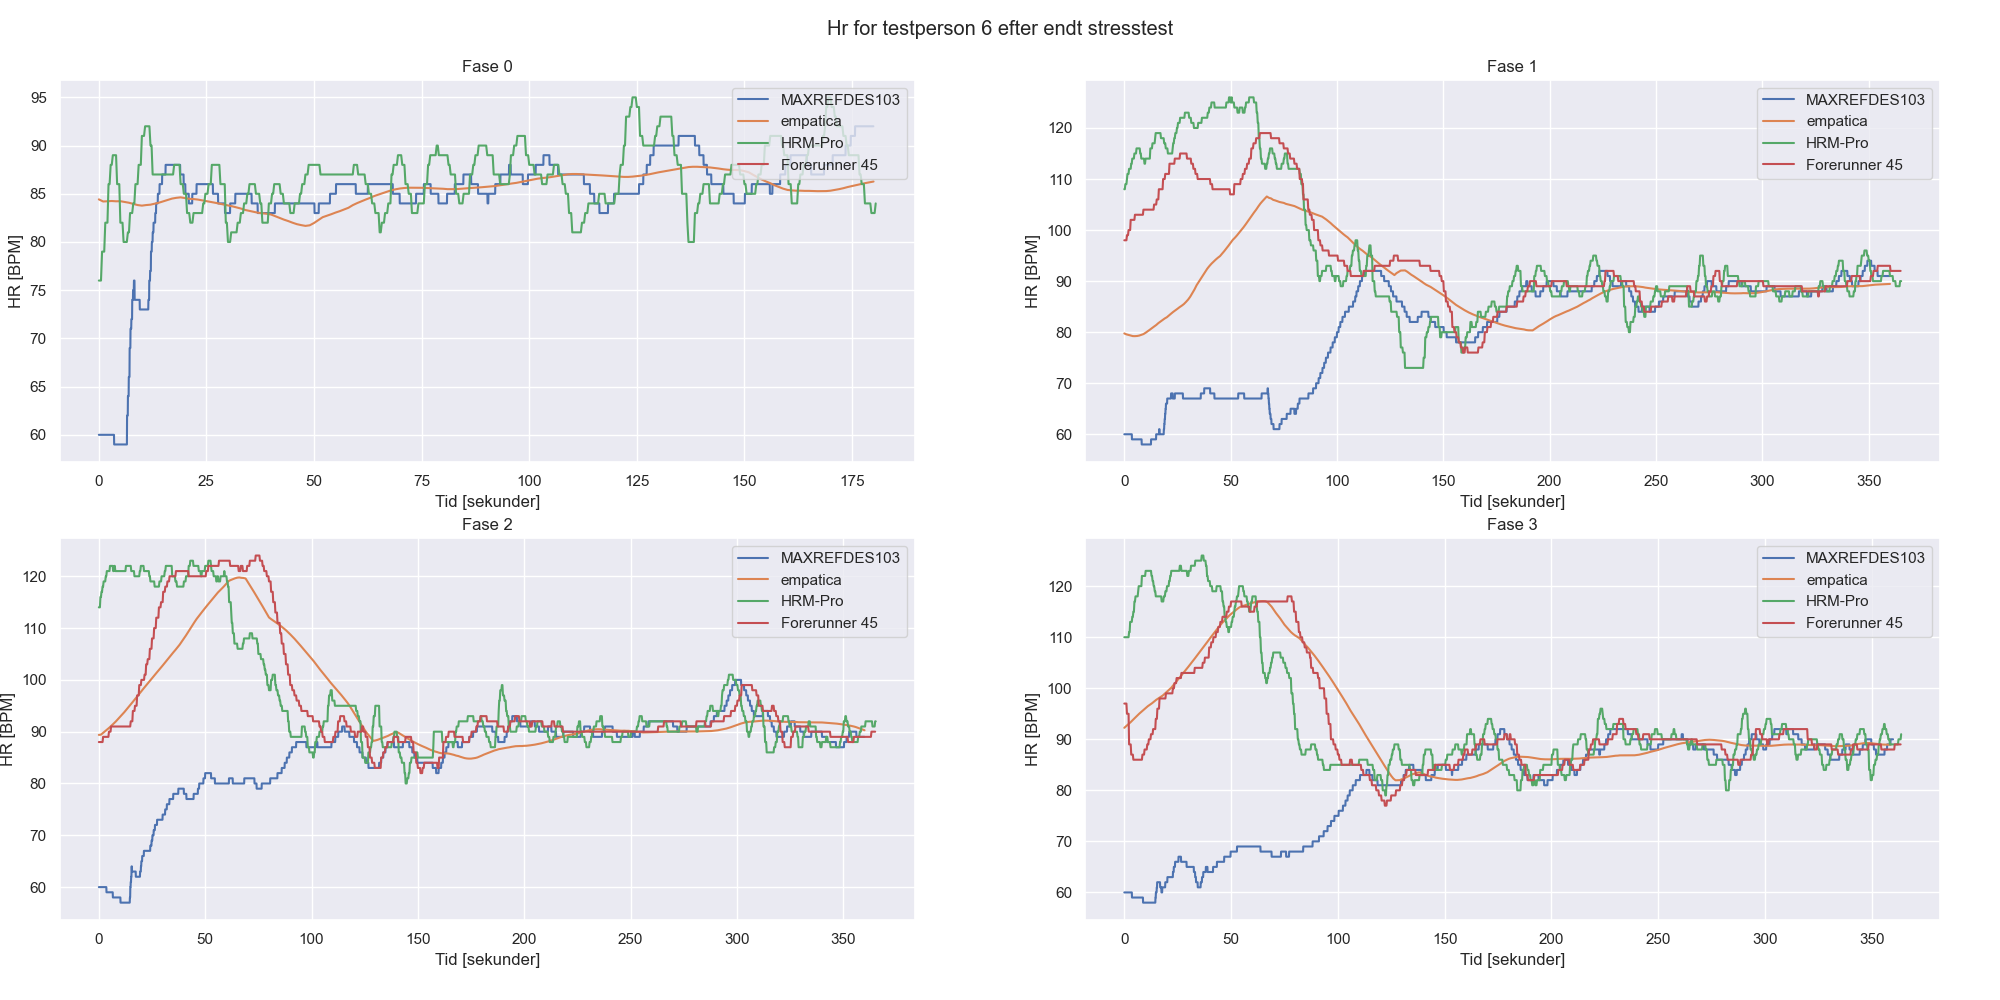 Hr for testperson 6 efter endt stresstest
Fase 0
HR [BPM]
95
90
85
80
75
70
65
60
MAXREFDES103
empatica
HRM-Pro
Forerunner 45
0 25 50 75 100 125 150 175
Tid [sekunder]
Fase 1
HR [BPM]
120
110
100
90
80
70
60
MAXREFDES103
empatica
HRM-Pro
Forerunner 45
0 50 100 150 200 250 300 350
Tid [sekunder]
Fase 2
HR [BPM]
120
110
100
90
80
70
60
MAXREFDES103
empatica
HRM-Pro
Forerunner 45
0 50 100 150 200 250 300 350
Tid [sekunder]
Fase 3
HR [BPM]
120
110
100
90
80
70
60
MAXREFDES103
empatica
HRM-Pro
Forerunner 45
0 50 100 150 200 250 300 350
Tid [sekunder]